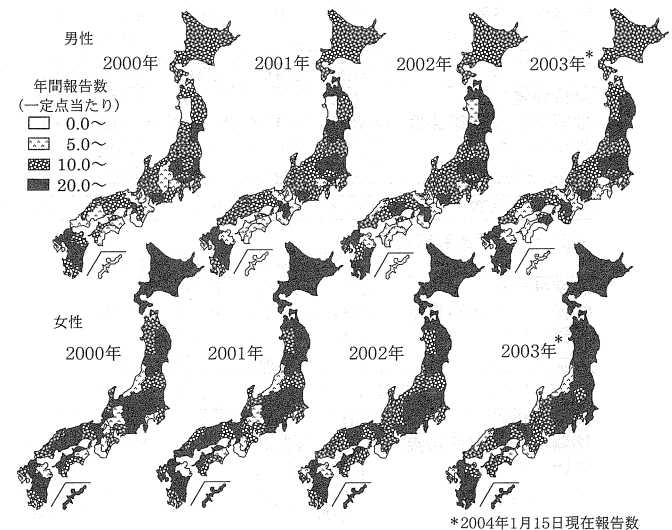 男性
2000年
2001年
2002年
2003年*
年間報告数
(一定点当たり)
0.0〜
5.0〜
10.0〜
20.0〜
女性
2000年
2001年
2002年
2003年*
*2004年1月15日現在報告数